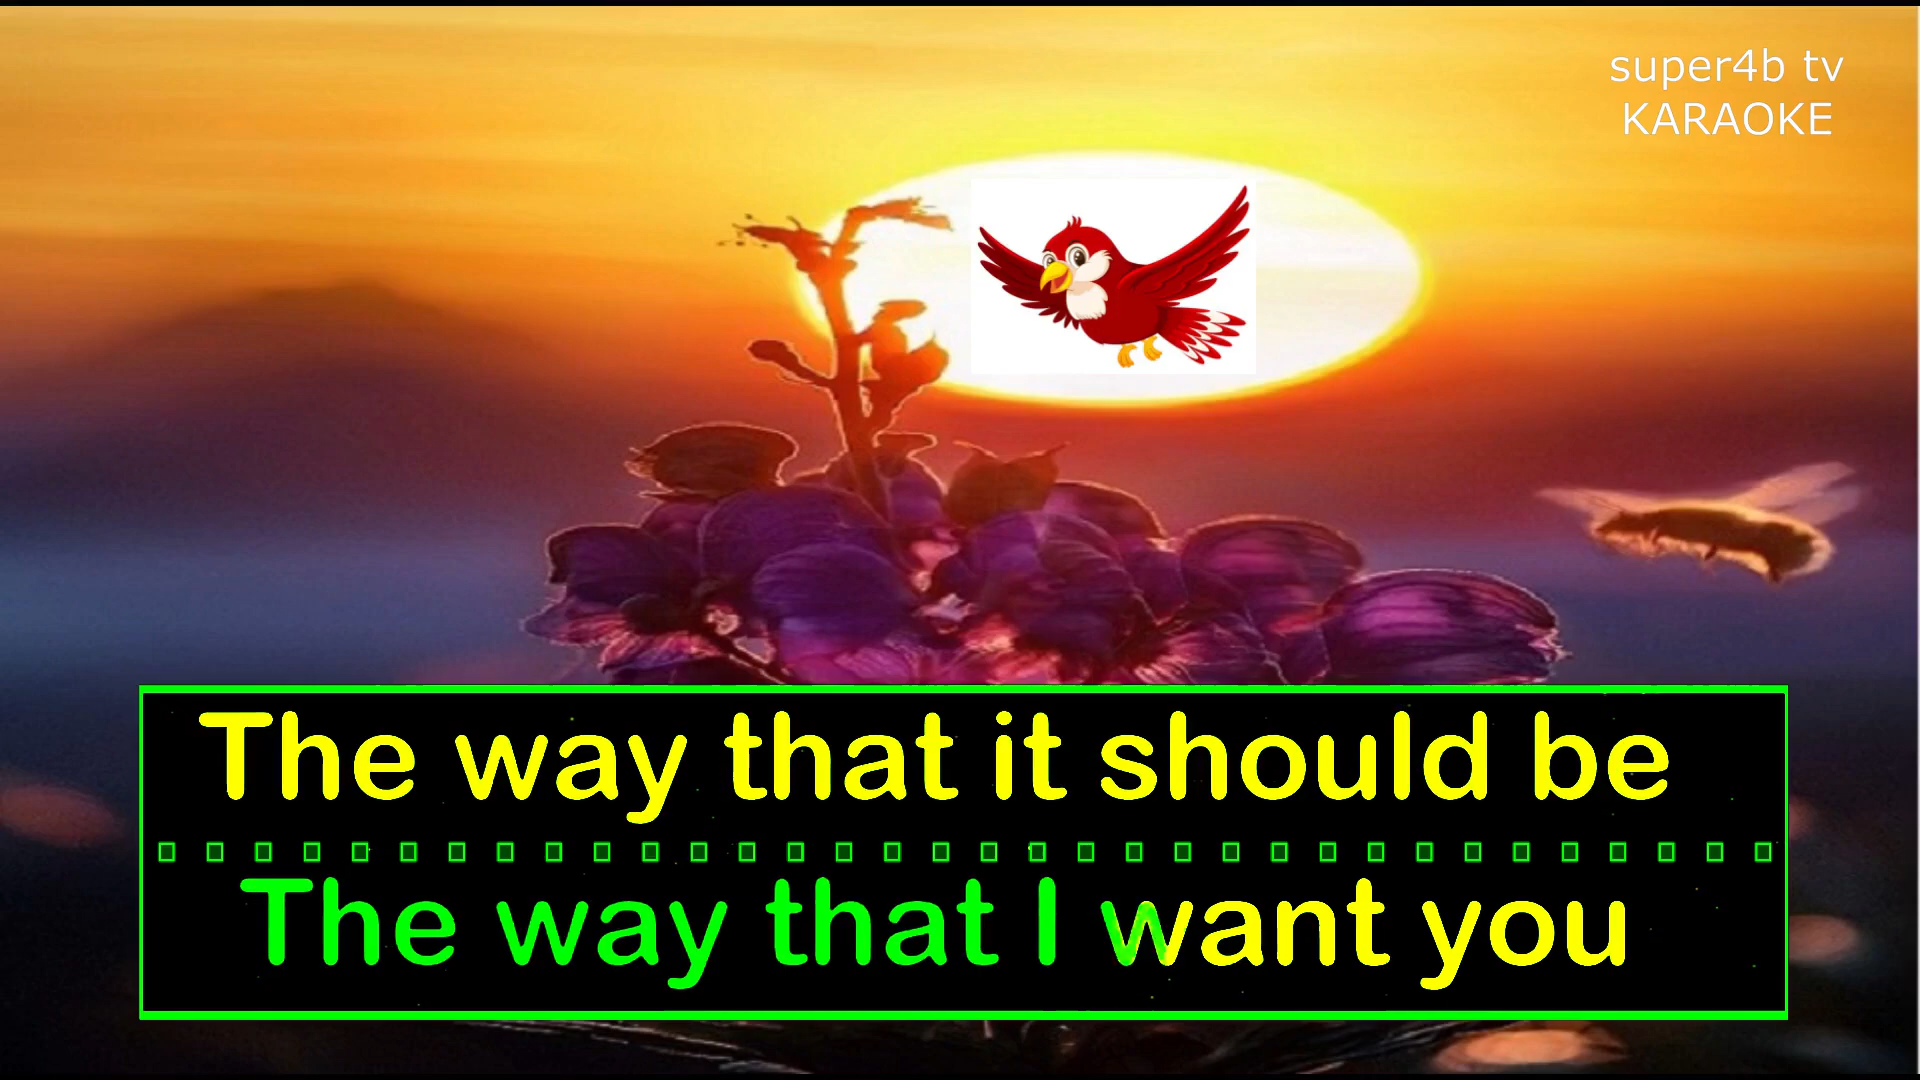 super4b tv
KARAOKE
The way that it should be
The way that I want you